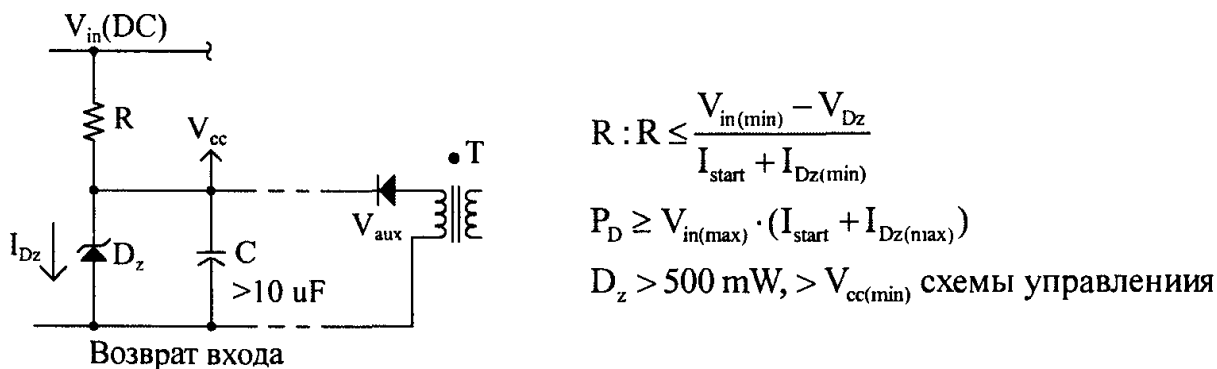 V_in(DC)
R
V_cc
• T
V_aux
I_Dz
D_z
C
>10 uF
Возврат входа
R : R ≤ (V_in(min) − V_Dz) / (I_start + I_Dz(min))
P_D ≥ V_in(max) · (I_start + I_Dz(max))
D_z > 500 mW, > V_cc(min) схемы управлениия